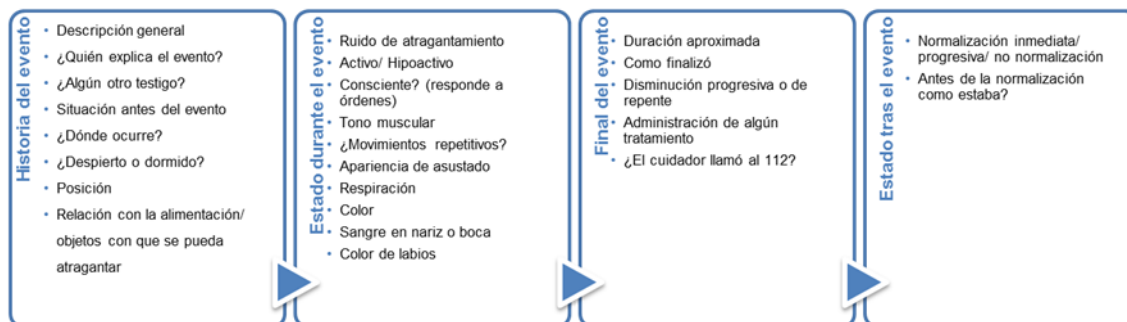 Historia del evento
• Descripción general
• ¿Quién explica el evento?
• ¿Algún otro testigo?
• Situación antes del evento
• ¿Dónde ocurre?
• ¿Despierto o dormido?
• Posición
• Relación con la alimentación/
objetos con que se pueda
atragantar
Estado durante el evento
• Ruido de atragantamiento
• Activo/ Hipoactivo
• Consciente? (responde a
órdenes)
• Tono muscular
• ¿Movimientos repetitivos?
• Apariencia de asustado
• Respiración
• Color
• Sangre en nariz o boca
• Color de labios
Final del evento
• Duración aproximada
• Como finalizó
• Disminución progresiva o de
repente
• Administración de algún
tratamiento
• ¿El cuidador llamó al 112?
Estado tras el evento
• Normalización inmediata/
progresiva/ no normalización
• Antes de la normalización
como estaba?